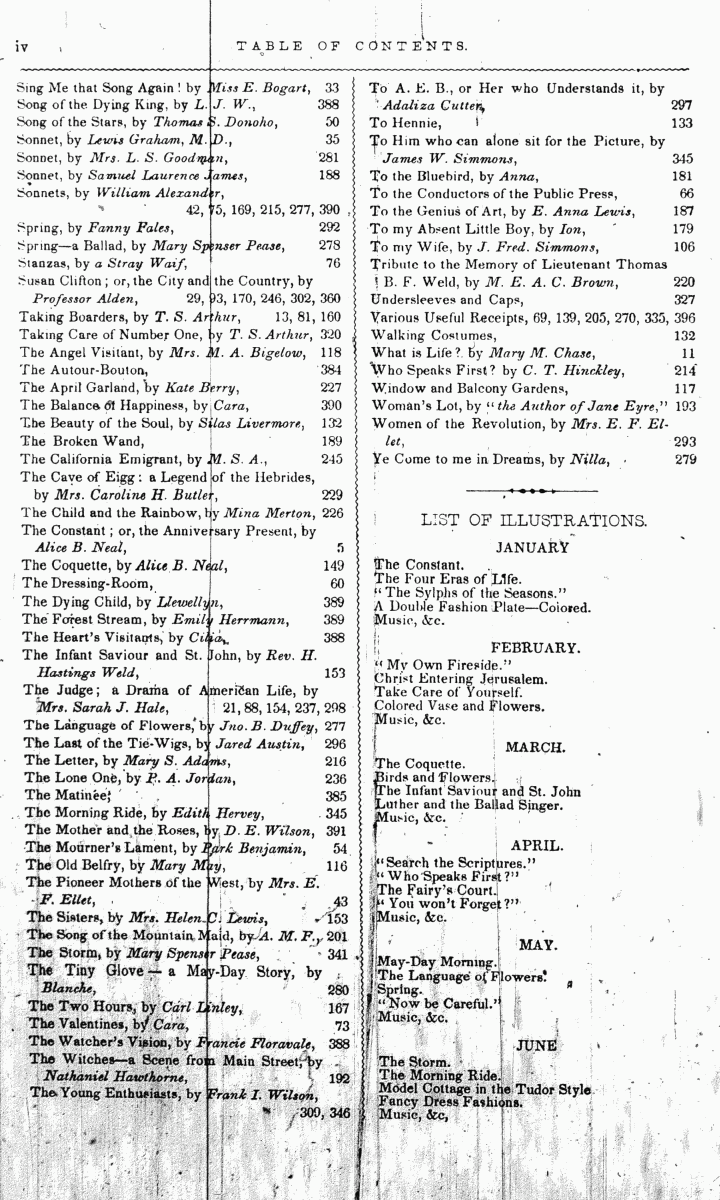 iv
TABLE OF CONTENTS.
Sing Me that Song Again! by Miss E. Bogart, 33
Song of the Dying King, by L. J. W., 388
Song of the Stars, by Thomas S. Donoho, 50
Sonnet, by Lewis Graham, M. D., 35
Sonnet, by Mrs. L. S. Goodman, 281
Sonnet, by Samuel Laurence James, 188
Sonnets, by William Alexander,
42, 75, 169, 215, 277, 390
Spring, by Fanny Fales, 292
Spring—a Ballad, by Mary Spenser Pease, 278
Stanzas, by a Stray Waif, 76
Susan Clifton; or, the City and the Country, by
Professor Alden, 29, 93, 170, 246, 302, 360
Taking Boarders, by T. S. Arthur, 13, 81, 160
Taking Care of Number One, by T. S. Arthur, 320
The Angel Visitant, by Mrs. M. A. Bigelow, 118
The Autour-Bouton, 384
The April Garland, by Kate Berry, 227
The Balance of Happiness, by Cara, 390
The Beauty of the Soul, by Silas Livermore, 132
The Broken Wand, 189
The California Emigrant, by M. S. A., 245
The Cave of Eigg: a Legend of the Hebrides,
by Mrs. Caroline H. Butler, 229
The Child and the Rainbow, by Mina Merton, 226
The Constant; or, the Anniversary Present, by
Alice B. Neal, 5
The Coquette, by Alice B. Neal, 149
The Dressing-Room, 60
The Dying Child, by Llewellyn, 389
The Forest Stream, by Emily Herrmann, 389
The Heart's Visitants, by Cilia, 388
The Infant Saviour and St. John, by Rev. H.
Hastings Weld, 153
The Judge; a Drama of American Life, by
Mrs. Sarah J. Hale, 21, 88, 154, 237, 298
The Language of Flowers, by Jno. B. Duffey, 277
The Last of the Tie-Wigs, by Jared Austin, 296
The Letter, by Mary S. Adams, 216
The Lone One, by P. A. Jordan, 236
The Matinée, 385
The Morning Ride, by Edith Hervey, 345
The Mother and the Roses, by D. E. Wilson, 391
The Mourner's Lament, by Park Benjamin, 54
The Old Belfry, by Mary May, 116
The Pioneer Mothers of the West, by Mrs. E.
F. Ellet, 43
The Sisters, by Mrs. Helen C. Lewis, 153
The Song of the Mountain Maid, by A. M. F., 201
The Storm, by Mary Spenser Pease, 341
The Tiny Glove—a May-Day Story, by
Blanche, 280
The Two Hours, by Carl Linley, 167
The Valentines, by Cara, 73
The Watcher's Vision, by Francie Floravale, 388
The Witches—a Scene from Main Street, by
Nathaniel Hawthorne, 192
The Young Enthusiasts, by Frank I. Wilson,
309, 346
To A. E. B., or Her who Understands it, by
Adaliza Cutter, 297
To Hennie, 133
To Him who can alone sit for the Picture, by
James W. Simmons, 345
To the Bluebird, by Anna, 181
To the Conductors of the Public Press, 66
To the Genius of Art, by E. Anna Lewis, 187
To my Absent Little Boy, by Ion, 179
To my Wife, by J. Fred. Simmons, 106
Tribute to the Memory of Lieutenant Thomas
B. F. Weld, by M. E. A. C. Brown, 220
Undersleeves and Caps, 327
Various Useful Receipts, 69, 139, 205, 270, 335, 396
Walking Costumes, 132
What is Life? by Mary M. Chase, 11
Who Speaks First? by C. T. Hinckley, 214
Window and Balcony Gardens, 117
Woman's Lot, by "the Author of Jane Eyre," 193
Women of the Revolution, by Mrs. E. F. El-
let, 293
Ye Come to me in Dreams, by Nilla, 279
LIST OF ILLUSTRATIONS.
JANUARY
The Constant.
The Four Eras of Life.
"The Sylphs of the Seasons."
A Double Fashion Plate—Colored.
Music, &c.
FEBRUARY.
"My Own Fireside."
Christ Entering Jerusalem.
Take Care of Yourself.
Colored Vase and Flowers.
Music, &c.
MARCH.
The Coquette.
Birds and Flowers.
The Infant Saviour and St. John
Luther and the Ballad Singer.
Music, &c.
APRIL.
"Search the Scriptures."
"Who Speaks First?"
The Fairy's Court.
"You won't Forget?"
Music, &c.
MAY.
May-Day Morning.
The Language of Flowers.
Spring.
"Now be Careful."
Music, &c.
JUNE
The Storm.
The Morning Ride.
Model Cottage in the Tudor Style
Fancy Dress Fashions.
Music, &c,